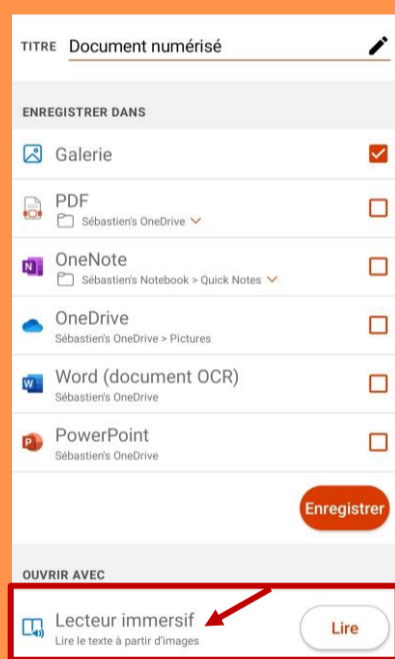 TITRE Document numérisé
ENREGISTRER DANS
Galerie
PDF
Sébastien's OneDrive
OneNote
Sébastien's Notebook > Quick Notes
OneDrive
Sébastien's OneDrive > Pictures
Word (document OCR)
Sébastien's OneDrive
PowerPoint
Sébastien's OneDrive
Enregistrer
OUVRIR AVEC
Lecteur immersif
Lire le texte à partir d'images
Lire